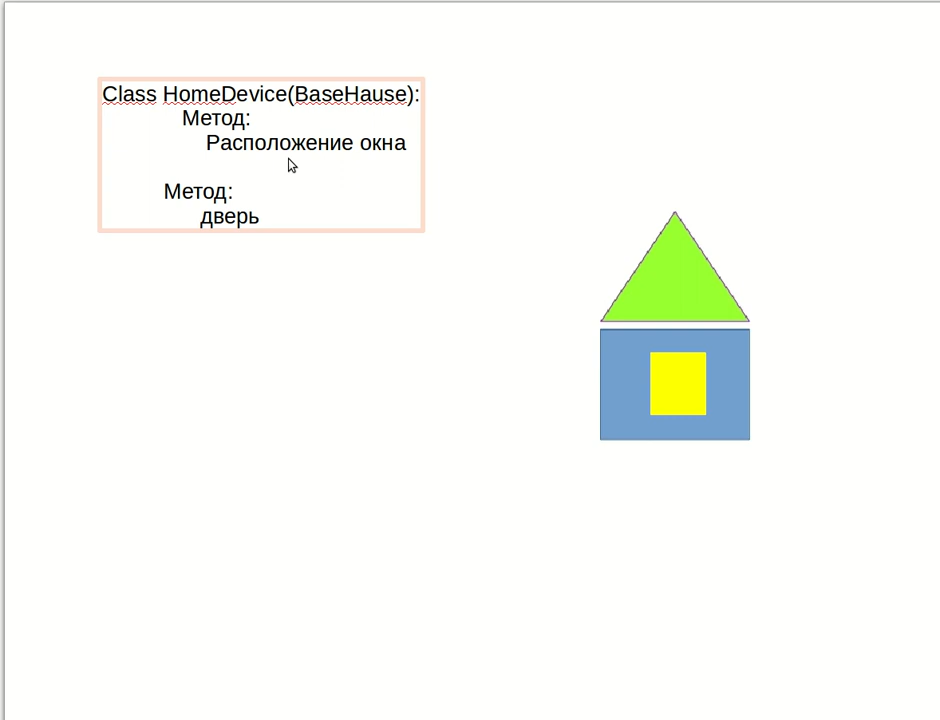 Class HomeDevice(BaseHause):
Метод:
Расположение окна
Метод:
дверь